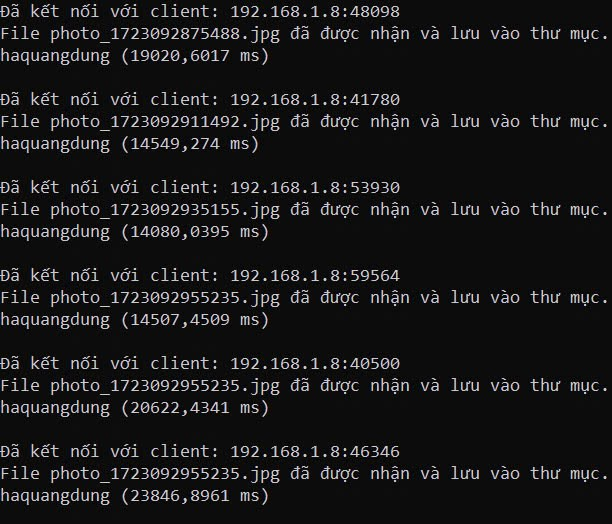 Đã kết nối với client: 192.168.1.8:48098
File photo_1723092875488.jpg đã được nhận và lưu vào thư mục.
haquangdung (19020,6017 ms)
Đã kết nối với client: 192.168.1.8:41780
File photo_1723092911492.jpg đã được nhận và lưu vào thư mục.
haquangdung (14549,274 ms)
Đã kết nối với client: 192.168.1.8:53930
File photo_1723092935155.jpg đã được nhận và lưu vào thư mục.
haquangdung (14080,0395 ms)
Đã kết nối với client: 192.168.1.8:59564
File photo_1723092955235.jpg đã được nhận và lưu vào thư mục.
haquangdung (14507,4509 ms)
Đã kết nối với client: 192.168.1.8:40500
File photo_1723092955235.jpg đã được nhận và lưu vào thư mục.
haquangdung (20622,4341 ms)
Đã kết nối với client: 192.168.1.8:46346
File photo_1723092955235.jpg đã được nhận và lưu vào thư mục.
haquangdung (23846,8961 ms)